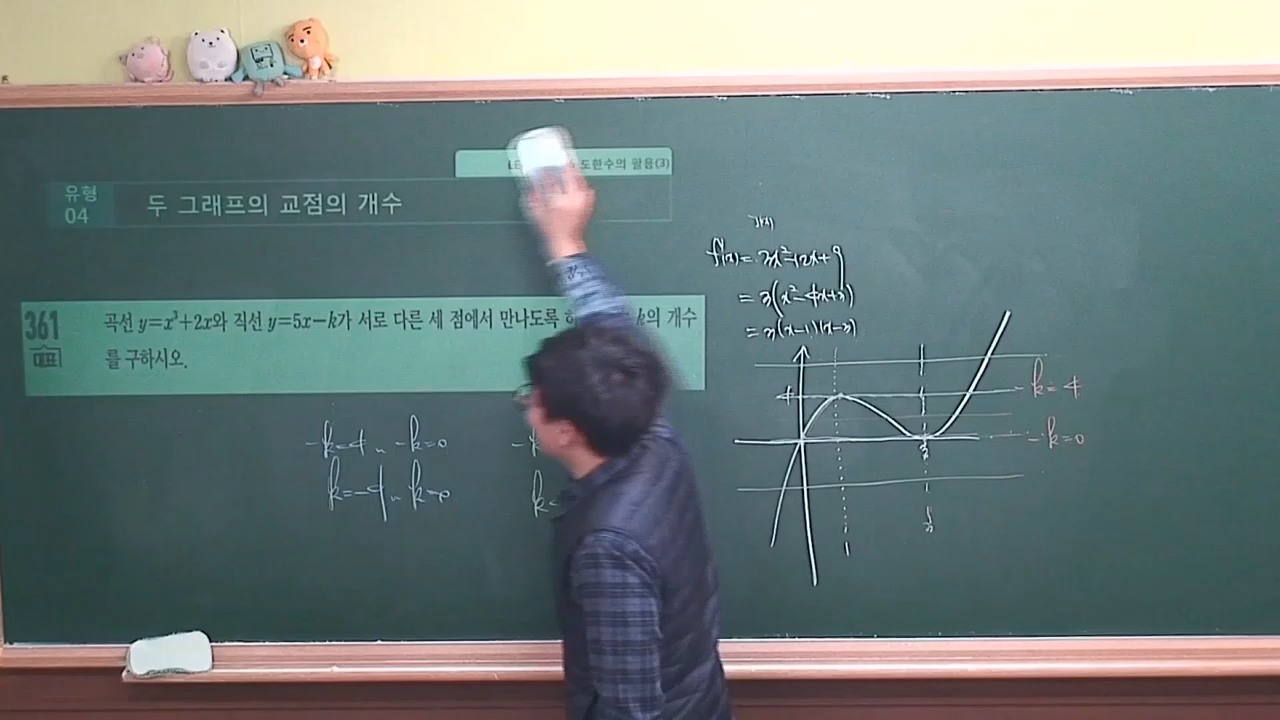 도함수의 활용(3)
유형
04
두 그래프의 교점의 개수
361
대표
곡선 y=x³+2x와 직선 y=5x-k가 서로 다른 세 점에서 만나도록 하 k의 개수
를 구하시오.
f'(x)= 3x²-12x+9
= 3(x²-4x+3)
= 3(x-1)(x-3)
4
-k=4
-k=0
3
1
-k=4 -k=0
k=-4 k=0